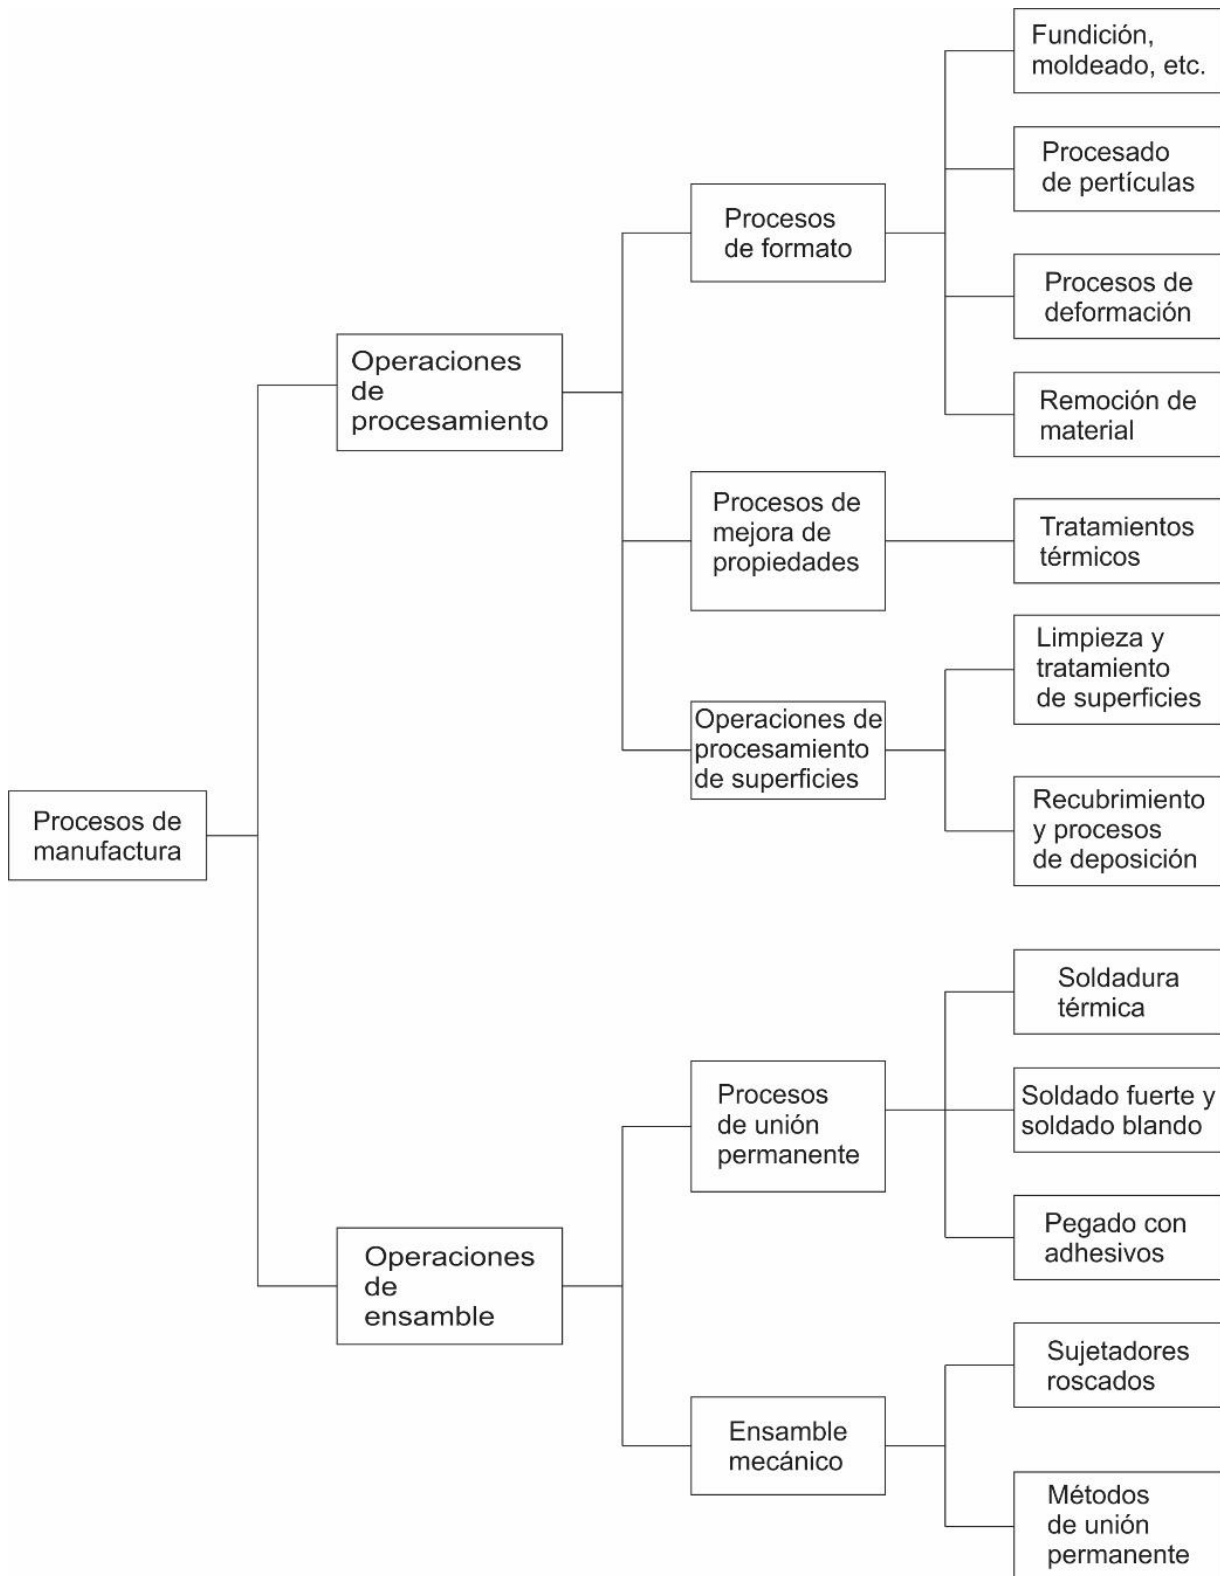 Fundición,
moldeado, etc.
Procesado
de pertículas
Procesos
de formato
Procesos de
deformación
Operaciones
de
procesamiento
Remoción de
material
Procesos de
mejora de
propiedades
Tratamientos
térmicos
Limpieza y
tratamiento
de superficies
Operaciones de
procesamiento
de superficies
Procesos de
manufactura
Recubrimiento
y procesos
de deposición
Soldadura
térmica
Procesos
de unión
permanente
Soldado fuerte y
soldado blando
Pegado con
adhesivos
Operaciones
de
ensamble
Sujetadores
roscados
Ensamble
mecánico
Métodos
de unión
permanente